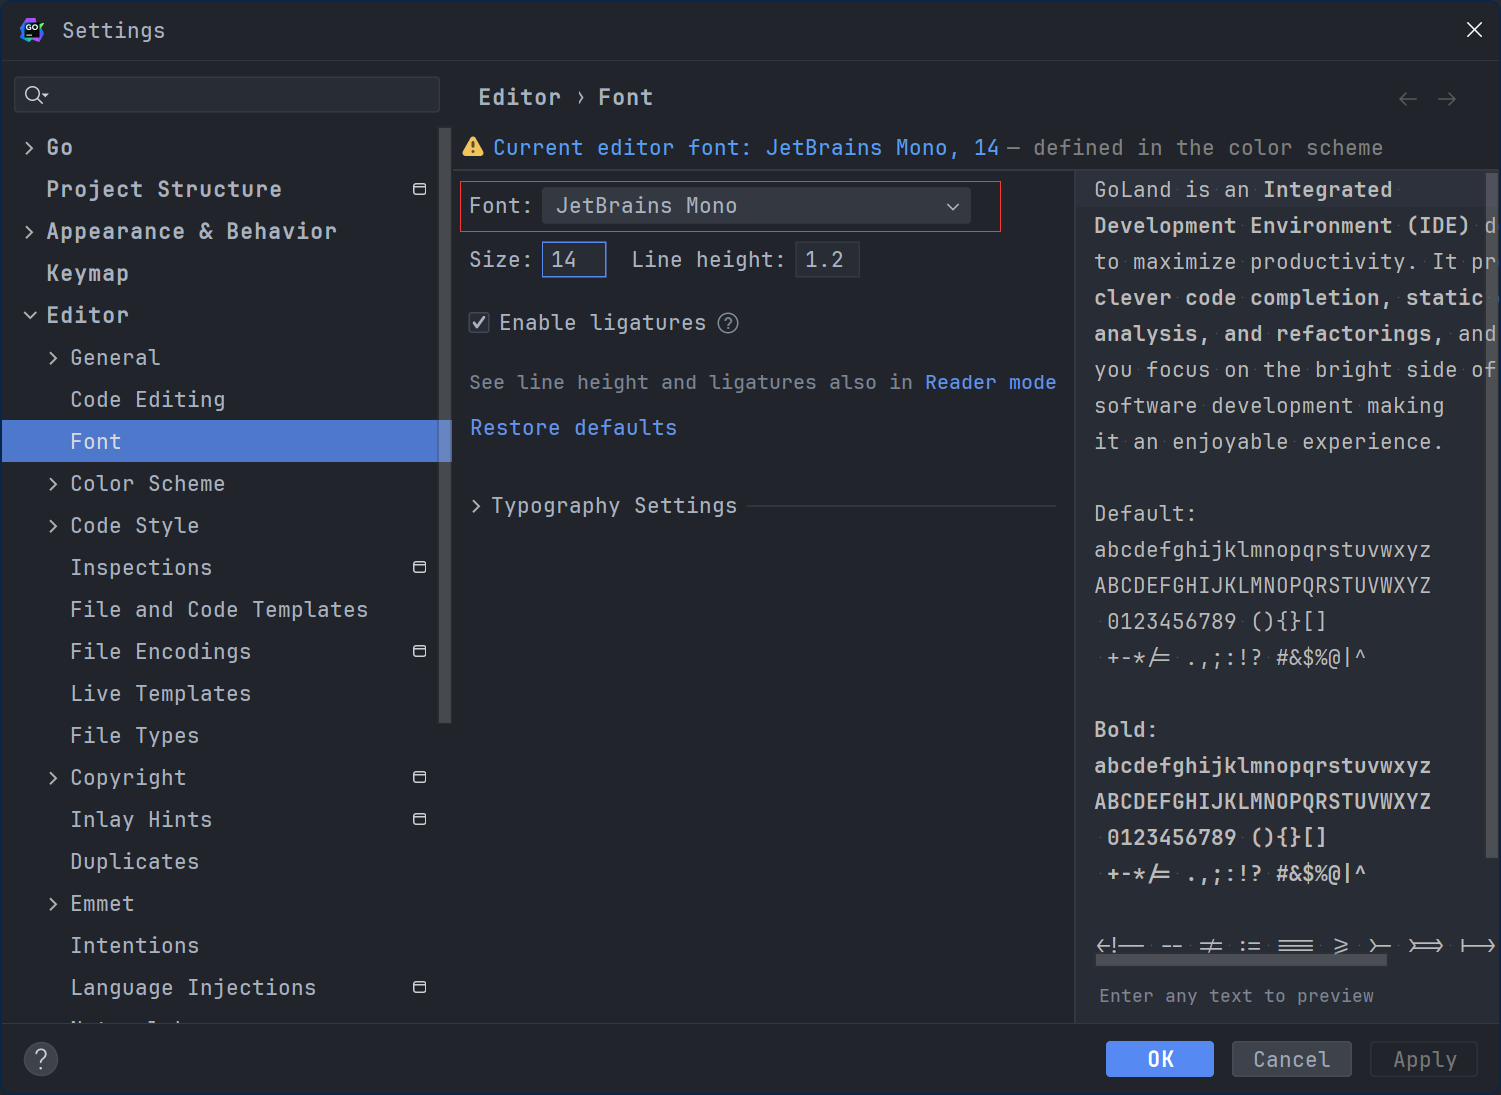 GO
Settings
Go
Project Structure
Appearance & Behavior
Keymap
Editor
General
Code Editing
Font
Color Scheme
Code Style
Inspections
File and Code Templates
File Encodings
Live Templates
File Types
Copyright
Inlay Hints
Duplicates
Emmet
Intentions
Language Injections
Editor › Font
Current editor font: JetBrains Mono, 14 — defined in the color scheme
Font: JetBrains Mono
Size: 14 Line height: 1.2
Enable ligatures ?
See line height and ligatures also in Reader mode
Restore defaults
Typography Settings
GoLand is an Integrated
Development Environment (IDE) d
to maximize productivity. It pr
clever code completion, static
analysis, and refactorings, and
you focus on the bright side of
software development making
it an enjoyable experience.
Default:
abcdefghijklmnopqrstuvwxyz
ABCDEFGHIJKLMNOPQRSTUVWXYZ
0123456789 (){}[]
+-*/= .,;:!? #&$%@|^
Bold:
abcdefghijklmnopqrstuvwxyz
ABCDEFGHIJKLMNOPQRSTUVWXYZ
0123456789 (){}[]
+-*/= .,;:!? #&$%@|^
<!-- -- != := === >= >- >=> |->
Enter any text to preview
?
OK
Cancel
Apply